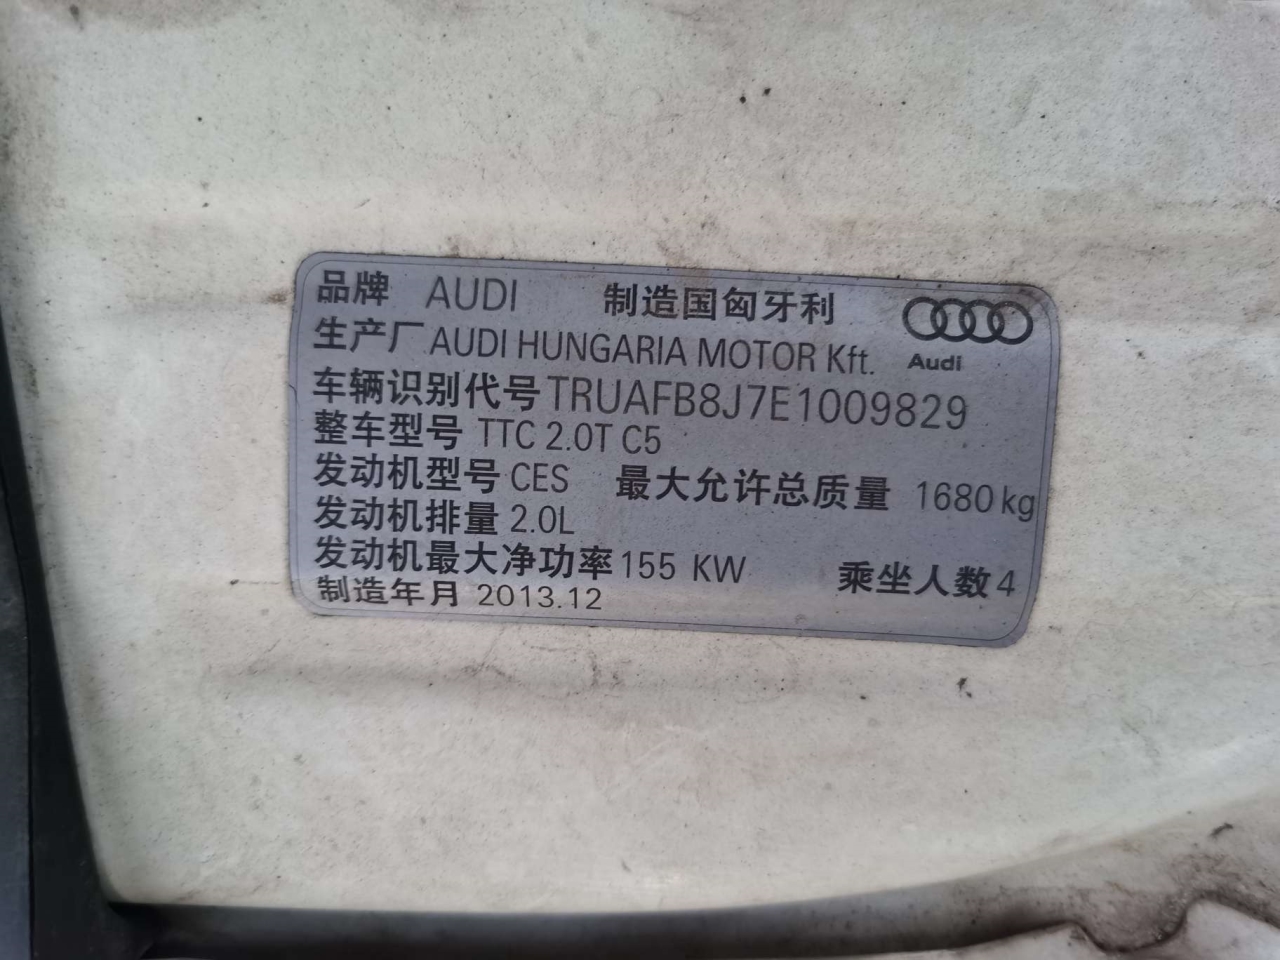 品牌 AUDI 制造国匈牙利
生产厂 AUDI HUNGARIA MOTOR Kft. Audi
车辆识别代号 TRUAFB8J7E1009829
整车型号 TTC 2.0T C5
发动机型号 CES 最大允许总质量 1680 kg
发动机排量 2.0L
发动机最大净功率 155 KW 乘坐人数 4
制造年月 2013.12